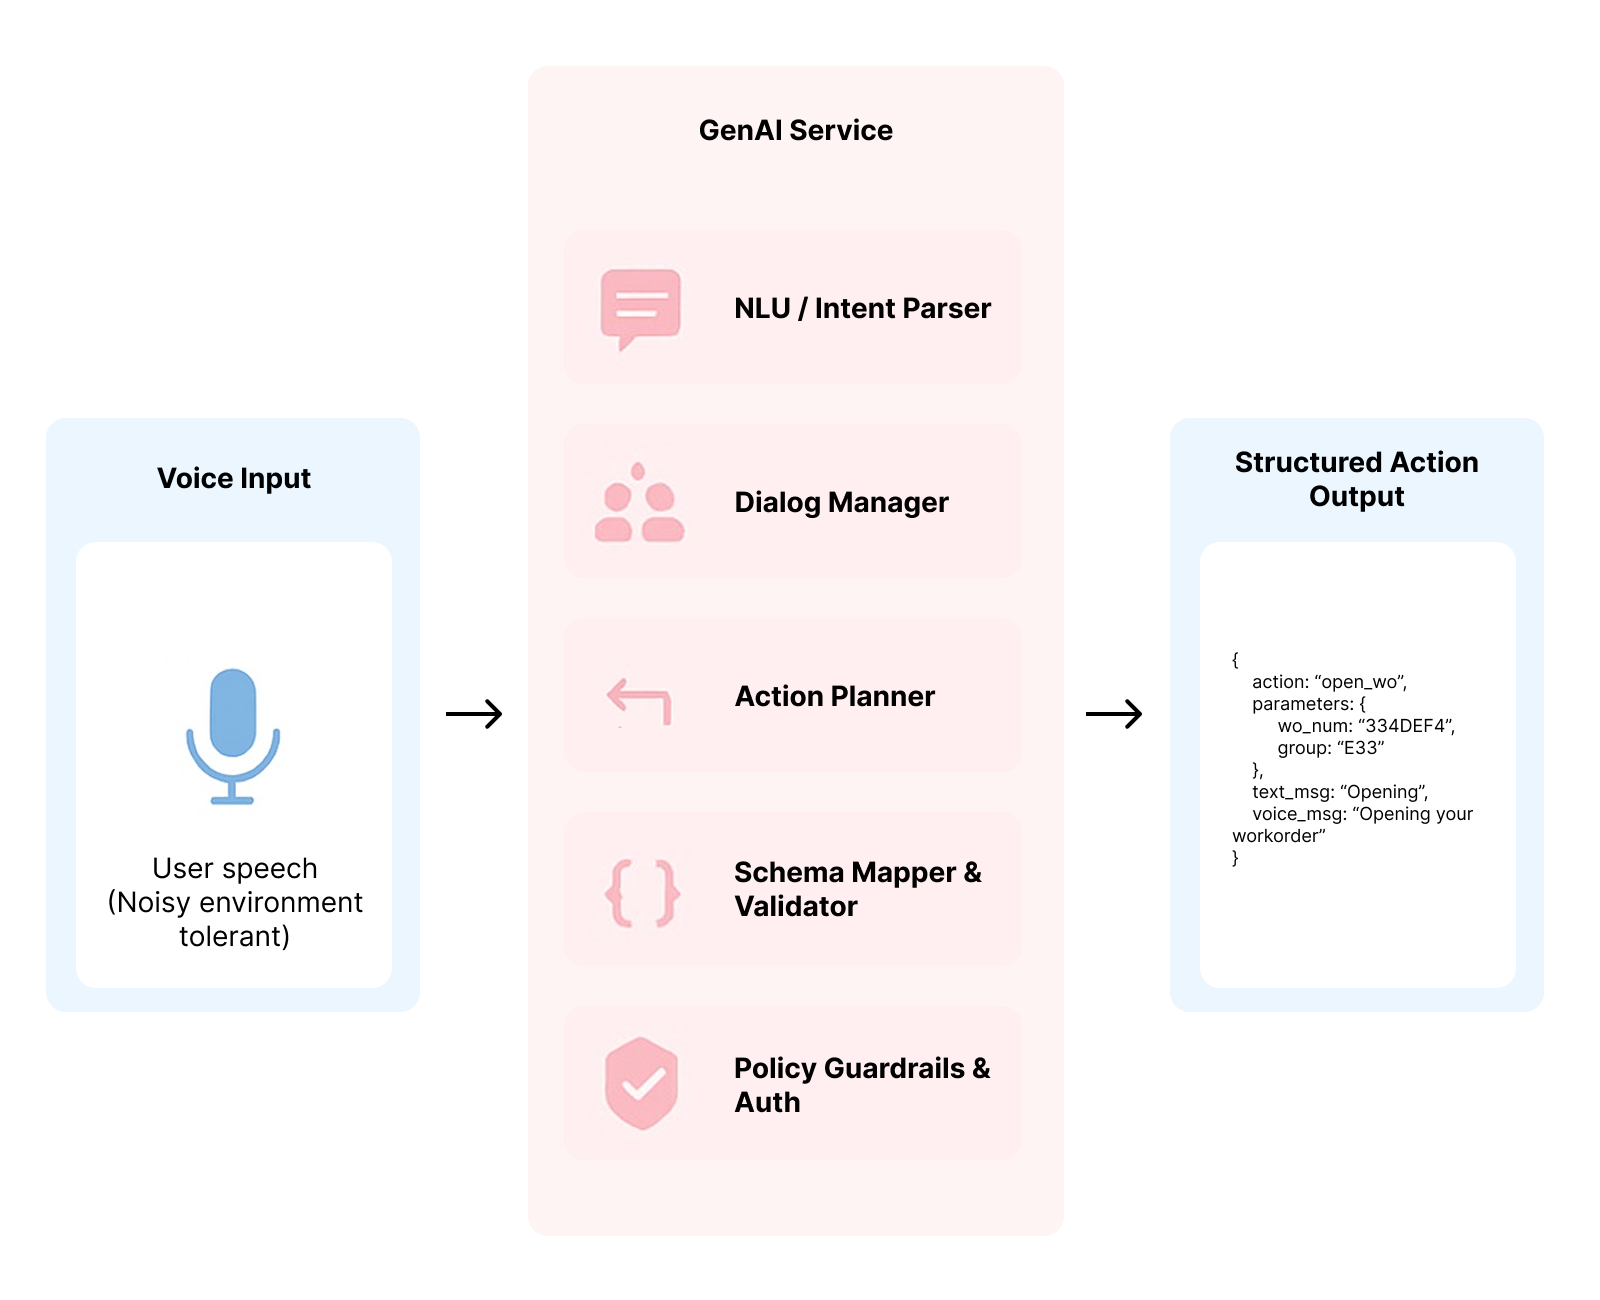 GenAI Service
NLU / Intent Parser
Dialog Manager
Action Planner
Schema Mapper &
Validator
Policy Guardrails &
Auth
Voice Input
User speech
(Noisy environment
tolerant)
Structured Action
Output
{
action: “open_wo”,
parameters: {
wo_num: “334DEF4”,
group: “E33”
},
text_msg: “Opening”,
voice_msg: “Opening your
workorder”
}